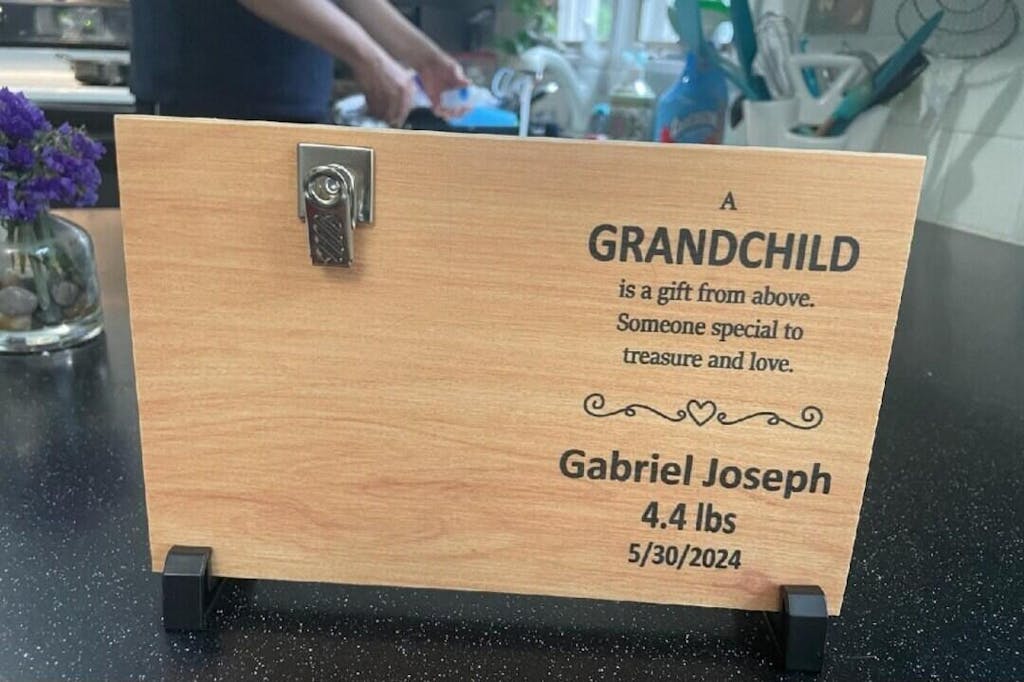 A
GRANDCHILD
is a gift from above.
Someone special to
treasure and love.
Gabriel Joseph
4.4 lbs
5/30/2024